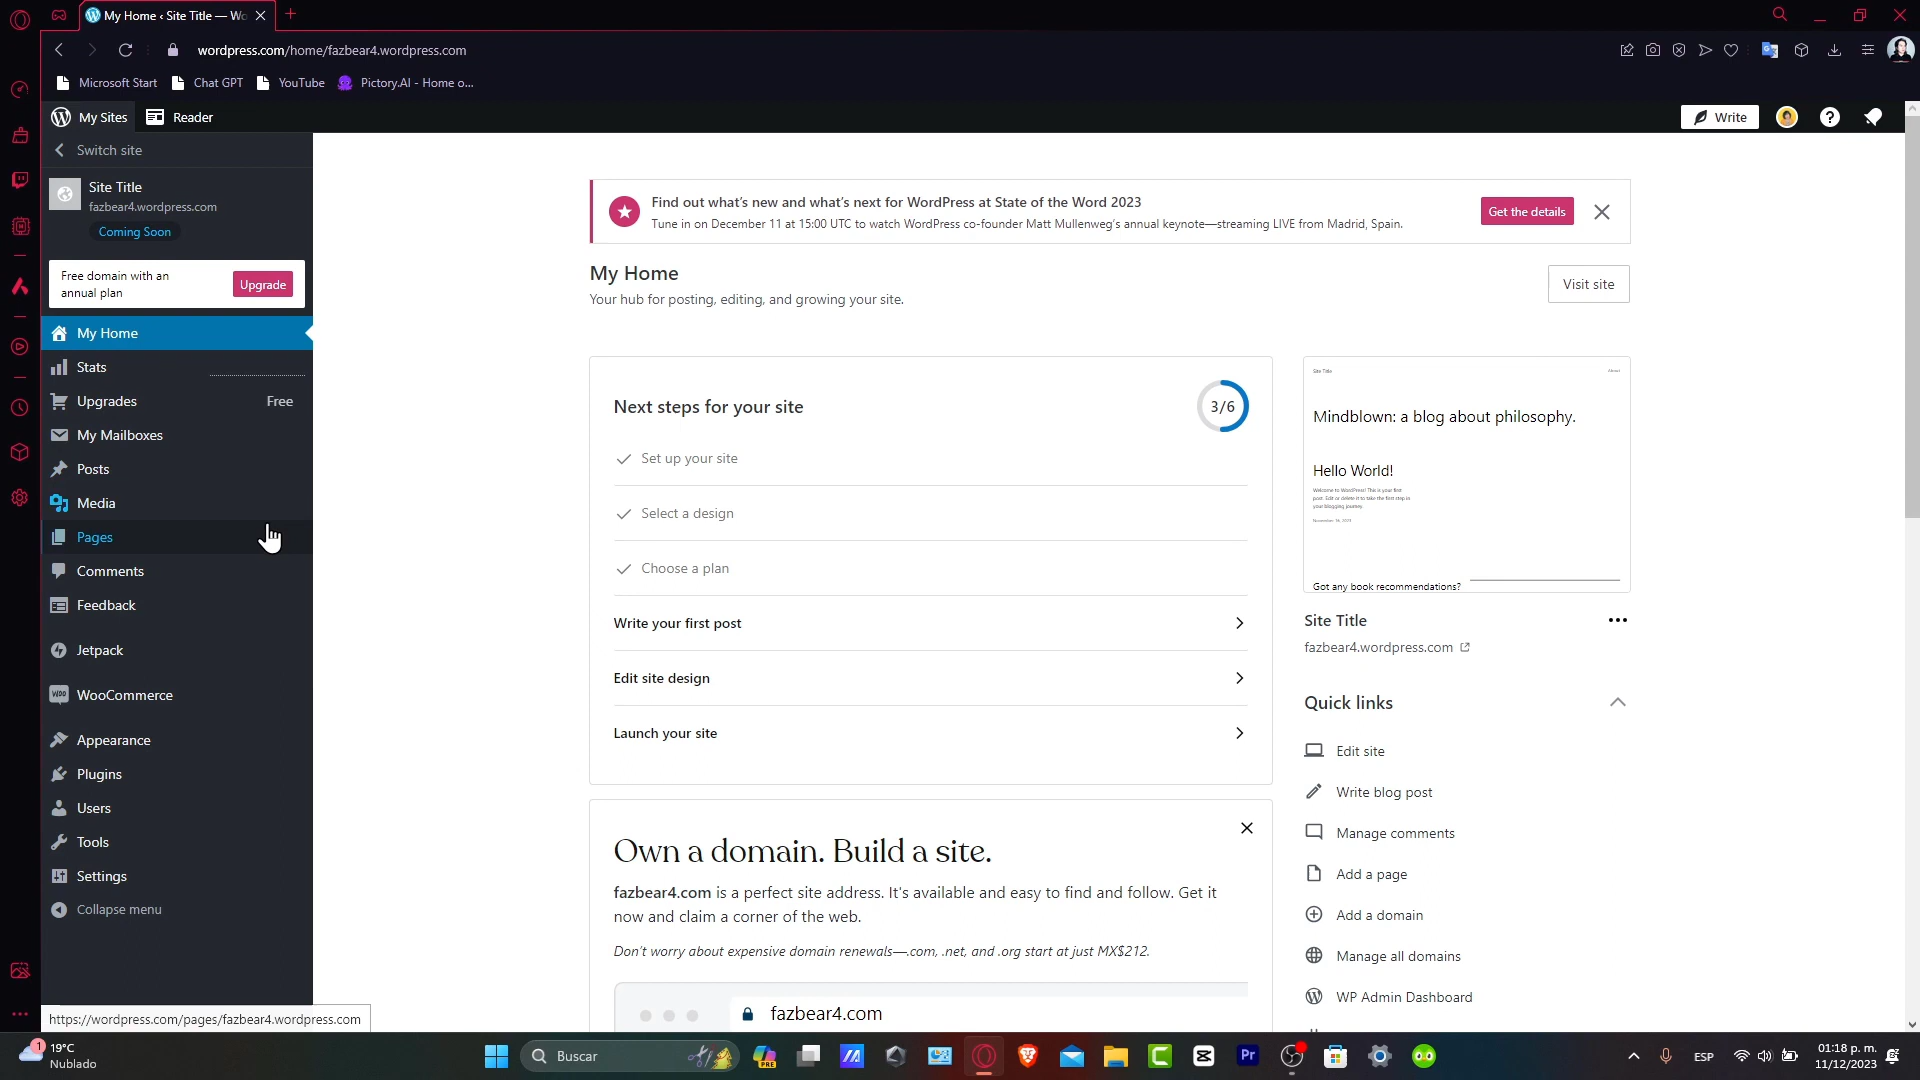 My Home ‹ Site Title — Wo
wordpress.com/home/fazbear4.wordpress.com
Microsoft Start
Chat GPT
YouTube
Pictory.AI - Home o...
My Sites
Reader
Write
Switch site
Site Title
fazbear4.wordpress.com
Coming Soon
Free domain with an
annual plan
Upgrade
My Home
Stats
Upgrades
Free
My Mailboxes
Posts
Media
Pages
Comments
Feedback
Jetpack
WooCommerce
Appearance
Plugins
Users
Tools
Settings
Collapse menu
https://wordpress.com/pages/fazbear4.wordpress.com
Find out what's new and what's next for WordPress at State of the Word 2023
Tune in on December 11 at 15:00 UTC to watch WordPress co-founder Matt Mullenweg's annual keynote—streaming LIVE from Madrid, Spain.
Get the details
My Home
Your hub for posting, editing, and growing your site.
Visit site
Next steps for your site
3/6
Set up your site
Select a design
Choose a plan
Write your first post
Edit site design
Launch your site
Own a domain. Build a site.
fazbear4.com is a perfect site address. It's available and easy to find and follow. Get it
now and claim a corner of the web.
Don't worry about expensive domain renewals—.com, .net, and .org start at just MX$212.
fazbear4.com
Site Title
About
Mindblown: a blog about philosophy.
Hello World!
Welcome to WordPress! This is your first
post. Edit or delete it to take the first step in
your blogging journey.
Got any book recommendations?
Site Title
fazbear4.wordpress.com
Quick links
Edit site
Write blog post
Manage comments
Add a page
Add a domain
Manage all domains
WP Admin Dashboard
1
19°C
Nublado
Buscar
PRE
Pr
ESP
01:18 p. m.
11/12/2023